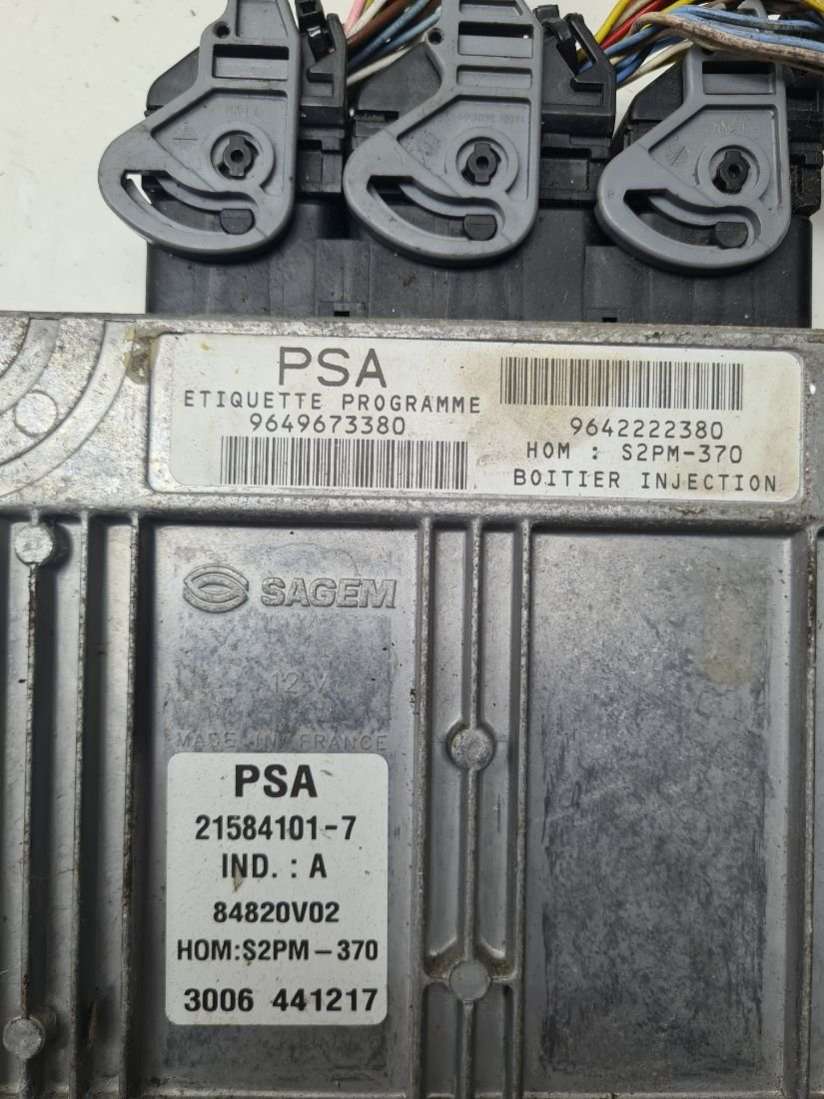 PSA
ETIQUETTE PROGRAMME
9649673380
9642222380
HOM : S2PM-370
BOITIER INJECTION
SAGEM
12 V
MADE IN FRANCE
PSA
21584101-7
IND. : A
84820V02
HOM:S2PM-370
3006 441217